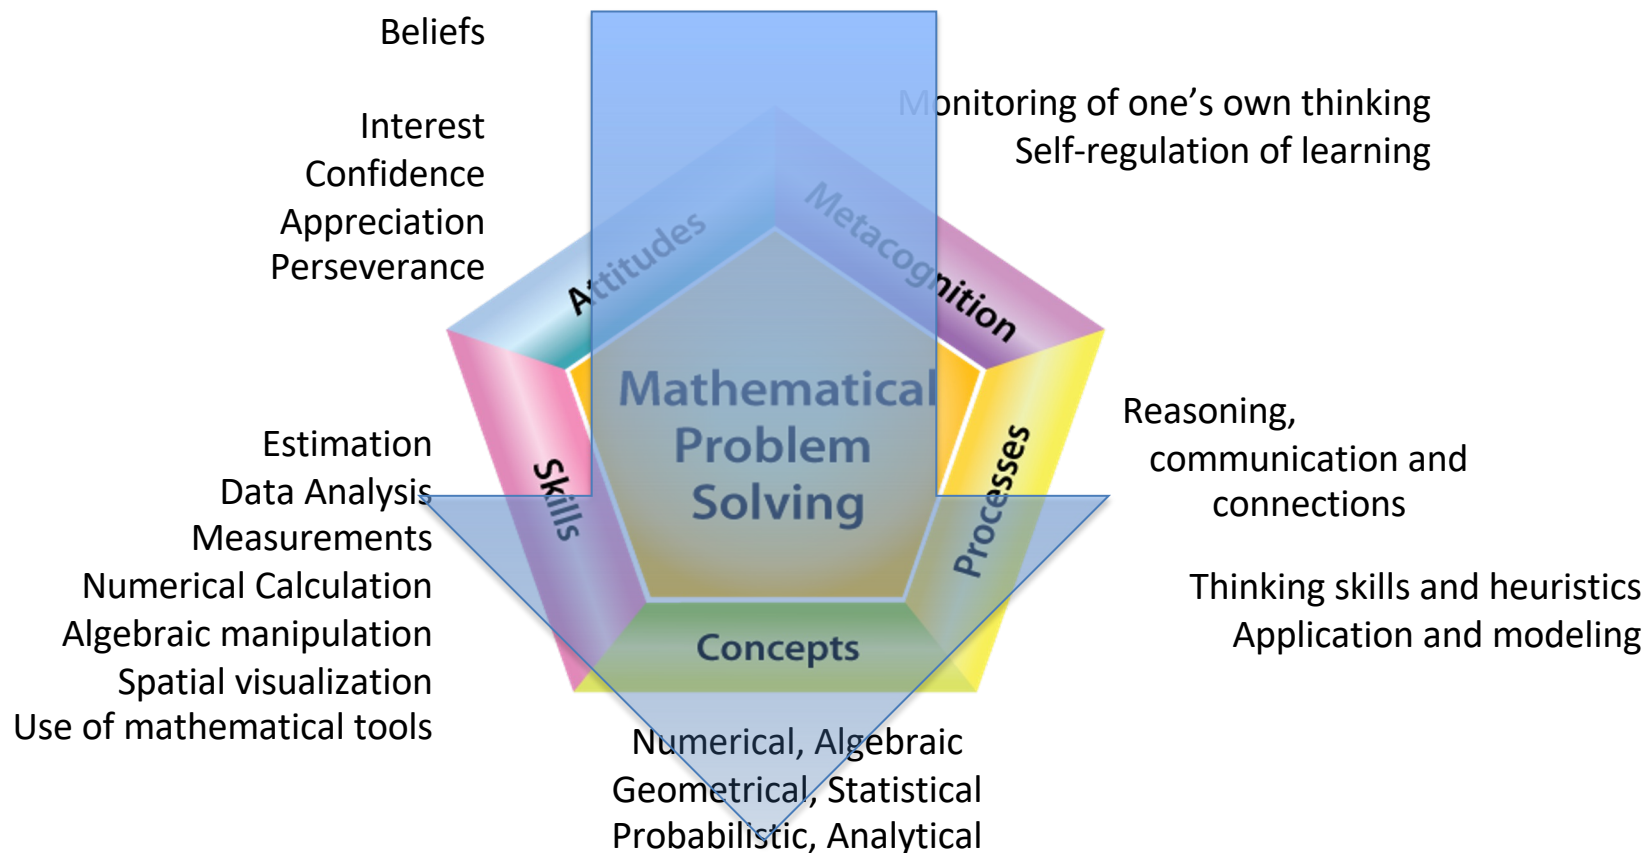 Beliefs
Interest
Confidence
Appreciation
Perseverance
Monitoring of one’s own thinking
Self-regulation of learning
Attitudes
Metacognition
Mathematical
Problem
Solving
Skills
Processes
Concepts
Estimation
Data Analysis
Measurements
Numerical Calculation
Algebraic manipulation
Spatial visualization
Use of mathematical tools
Reasoning,
communication and
connections
Thinking skills and heuristics
Application and modeling
Numerical, Algebraic
Geometrical, Statistical
Probabilistic, Analytical